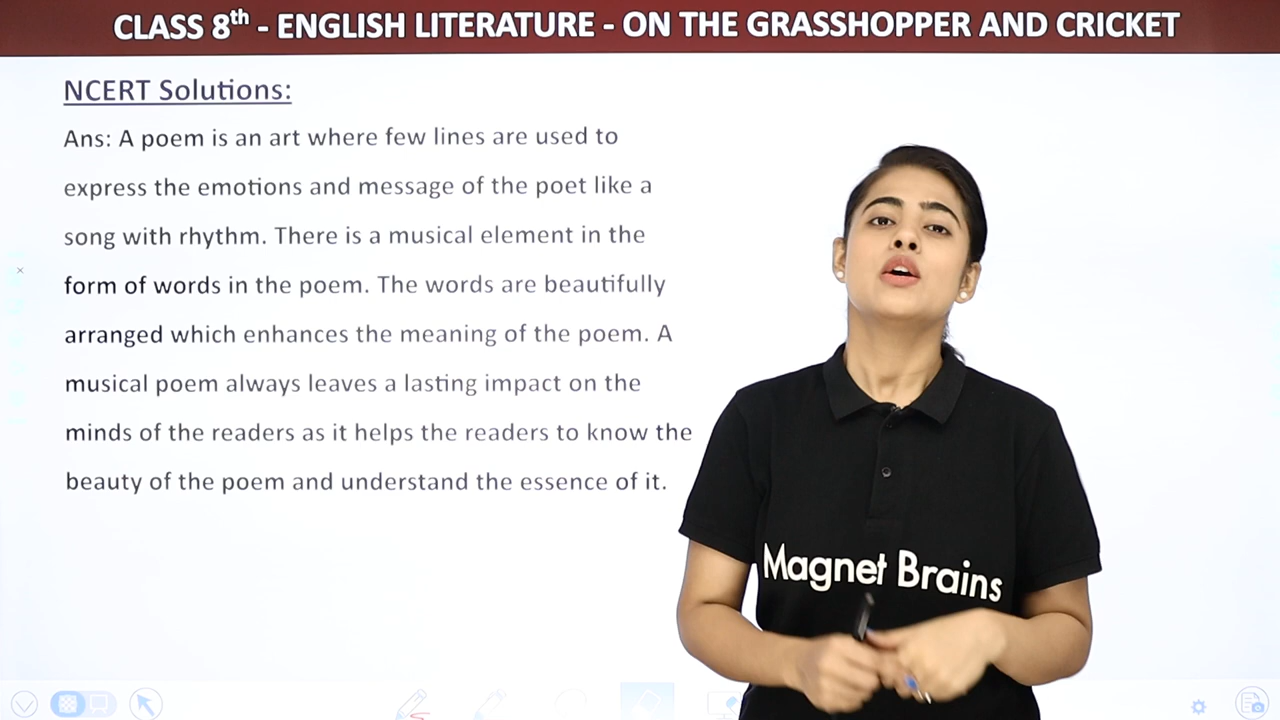 CLASS 8th - ENGLISH LITERATURE - ON THE GRASSHOPPER AND CRICKET
NCERT Solutions:
Ans: A poem is an art where few lines are used to
express the emotions and message of the poet like a
song with rhythm. There is a musical element in the
form of words in the poem. The words are beautifully
arranged which enhances the meaning of the poem. A
musical poem always leaves a lasting impact on the
minds of the readers as it helps the readers to know the
beauty of the poem and understand the essence of it.
Magnet Brains